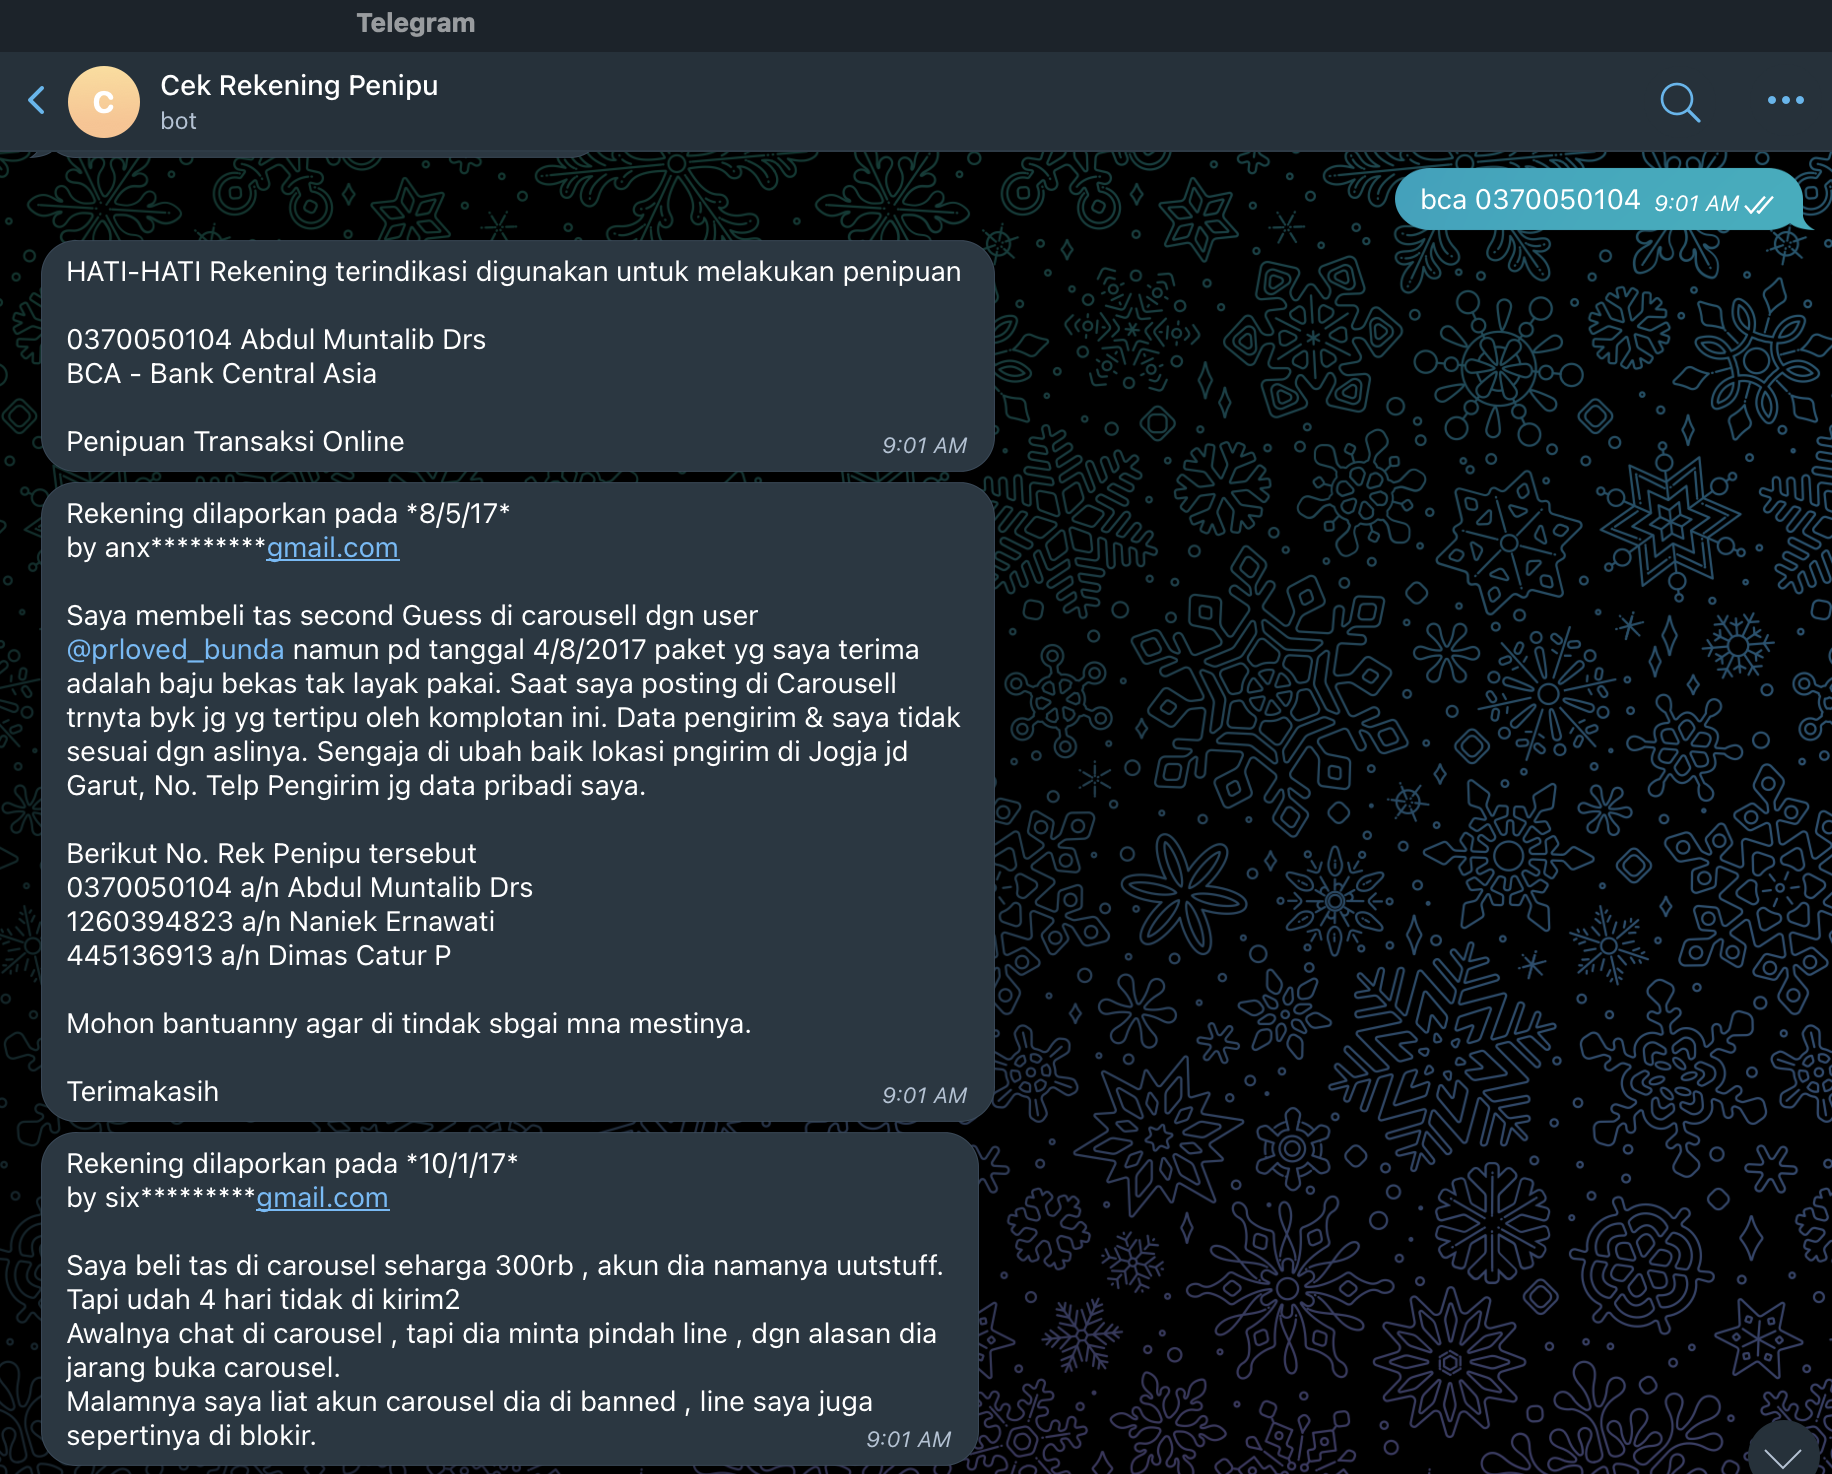 Telegram
C
Cek Rekening Penipu
bot
bca 0370050104 9:01 AM
HATI-HATI Rekening terindikasi digunakan untuk melakukan penipuan
0370050104 Abdul Muntalib Drs
BCA - Bank Central Asia
Penipuan Transaksi Online
9:01 AM
Rekening dilaporkan pada *8/5/17*
by anx*********gmail.com
Saya membeli tas second Guess di carousell dgn user
@prloved_bunda namun pd tanggal 4/8/2017 paket yg saya terima
adalah baju bekas tak layak pakai. Saat saya posting di Carousell
trnyta byk jg yg tertipu oleh komplotan ini. Data pengirim & saya tidak
sesuai dgn aslinya. Sengaja di ubah baik lokasi pngirim di Jogja jd
Garut, No. Telp Pengirim jg data pribadi saya.
Berikut No. Rek Penipu tersebut
0370050104 a/n Abdul Muntalib Drs
1260394823 a/n Naniek Ernawati
445136913 a/n Dimas Catur P
Mohon bantuanny agar di tindak sbgai mna mestinya.
Terimakasih
9:01 AM
Rekening dilaporkan pada *10/1/17*
by six*********gmail.com
Saya beli tas di carousel seharga 300rb , akun dia namanya uutstuff.
Tapi udah 4 hari tidak di kirim2
Awalnya chat di carousel , tapi dia minta pindah line , dgn alasan dia
jarang buka carousel.
Malamnya saya liat akun carousel dia di banned , line saya juga
sepertinya di blokir.
9:01 AM